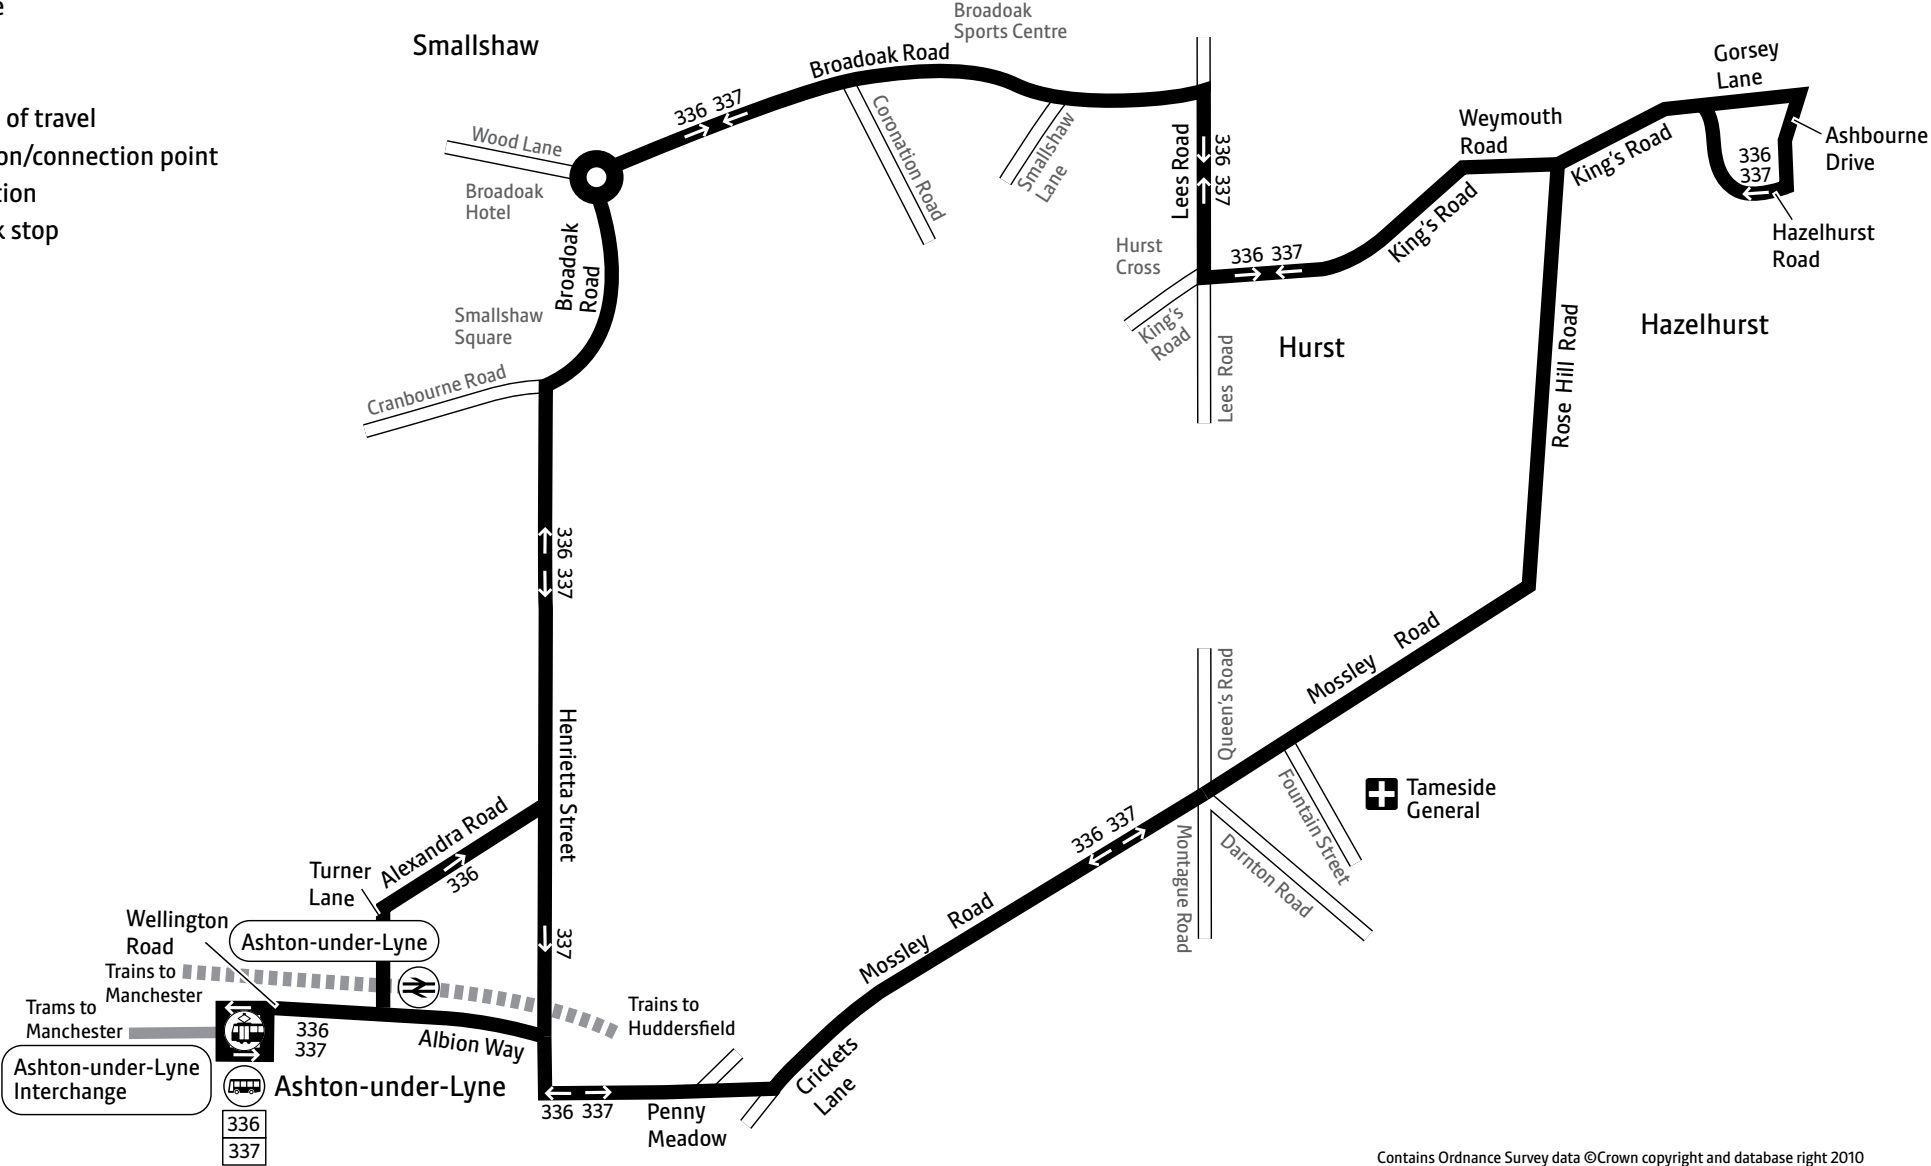 Smallshaw
of travel
on/connection point
stop
Broadoak
Sports Centre
Broadoak Road
336 337
Wood Lane
Broadoak
Hotel
Coronation Road
Smallshaw
Lane
Broadoak
Road
Smallshaw
Square
Cranbourne Road
Lees Road
336 337
Hurst
Cross
336 337
King's
Road
Lees Road
Hurst
King's Road
Weymouth
Road
King's Road
Gorsey
Lane
Ashbourne
Drive
336
337
Hazelhurst
Road
Hazelhurst
Rose Hill Road
336 337
Henrietta Street
337
Mossley Road
Queen's Road
Fountain Street
Tameside
General
Darnton Road
Montague Road
336 337
Mossley Road
Alexandra Road
336
Turner
Lane
Wellington
Road
Ashton-under-Lyne
Trains to
Manchester
Trams to
Manchester
336
337
Albion Way
Trains to
Huddersfield
Ashton-under-Lyne
Interchange
Ashton-under-Lyne
336
337
336 337
Penny
Meadow
Crickets
Lane
Contains Ordnance Survey data ©Crown copyright and database right 2010